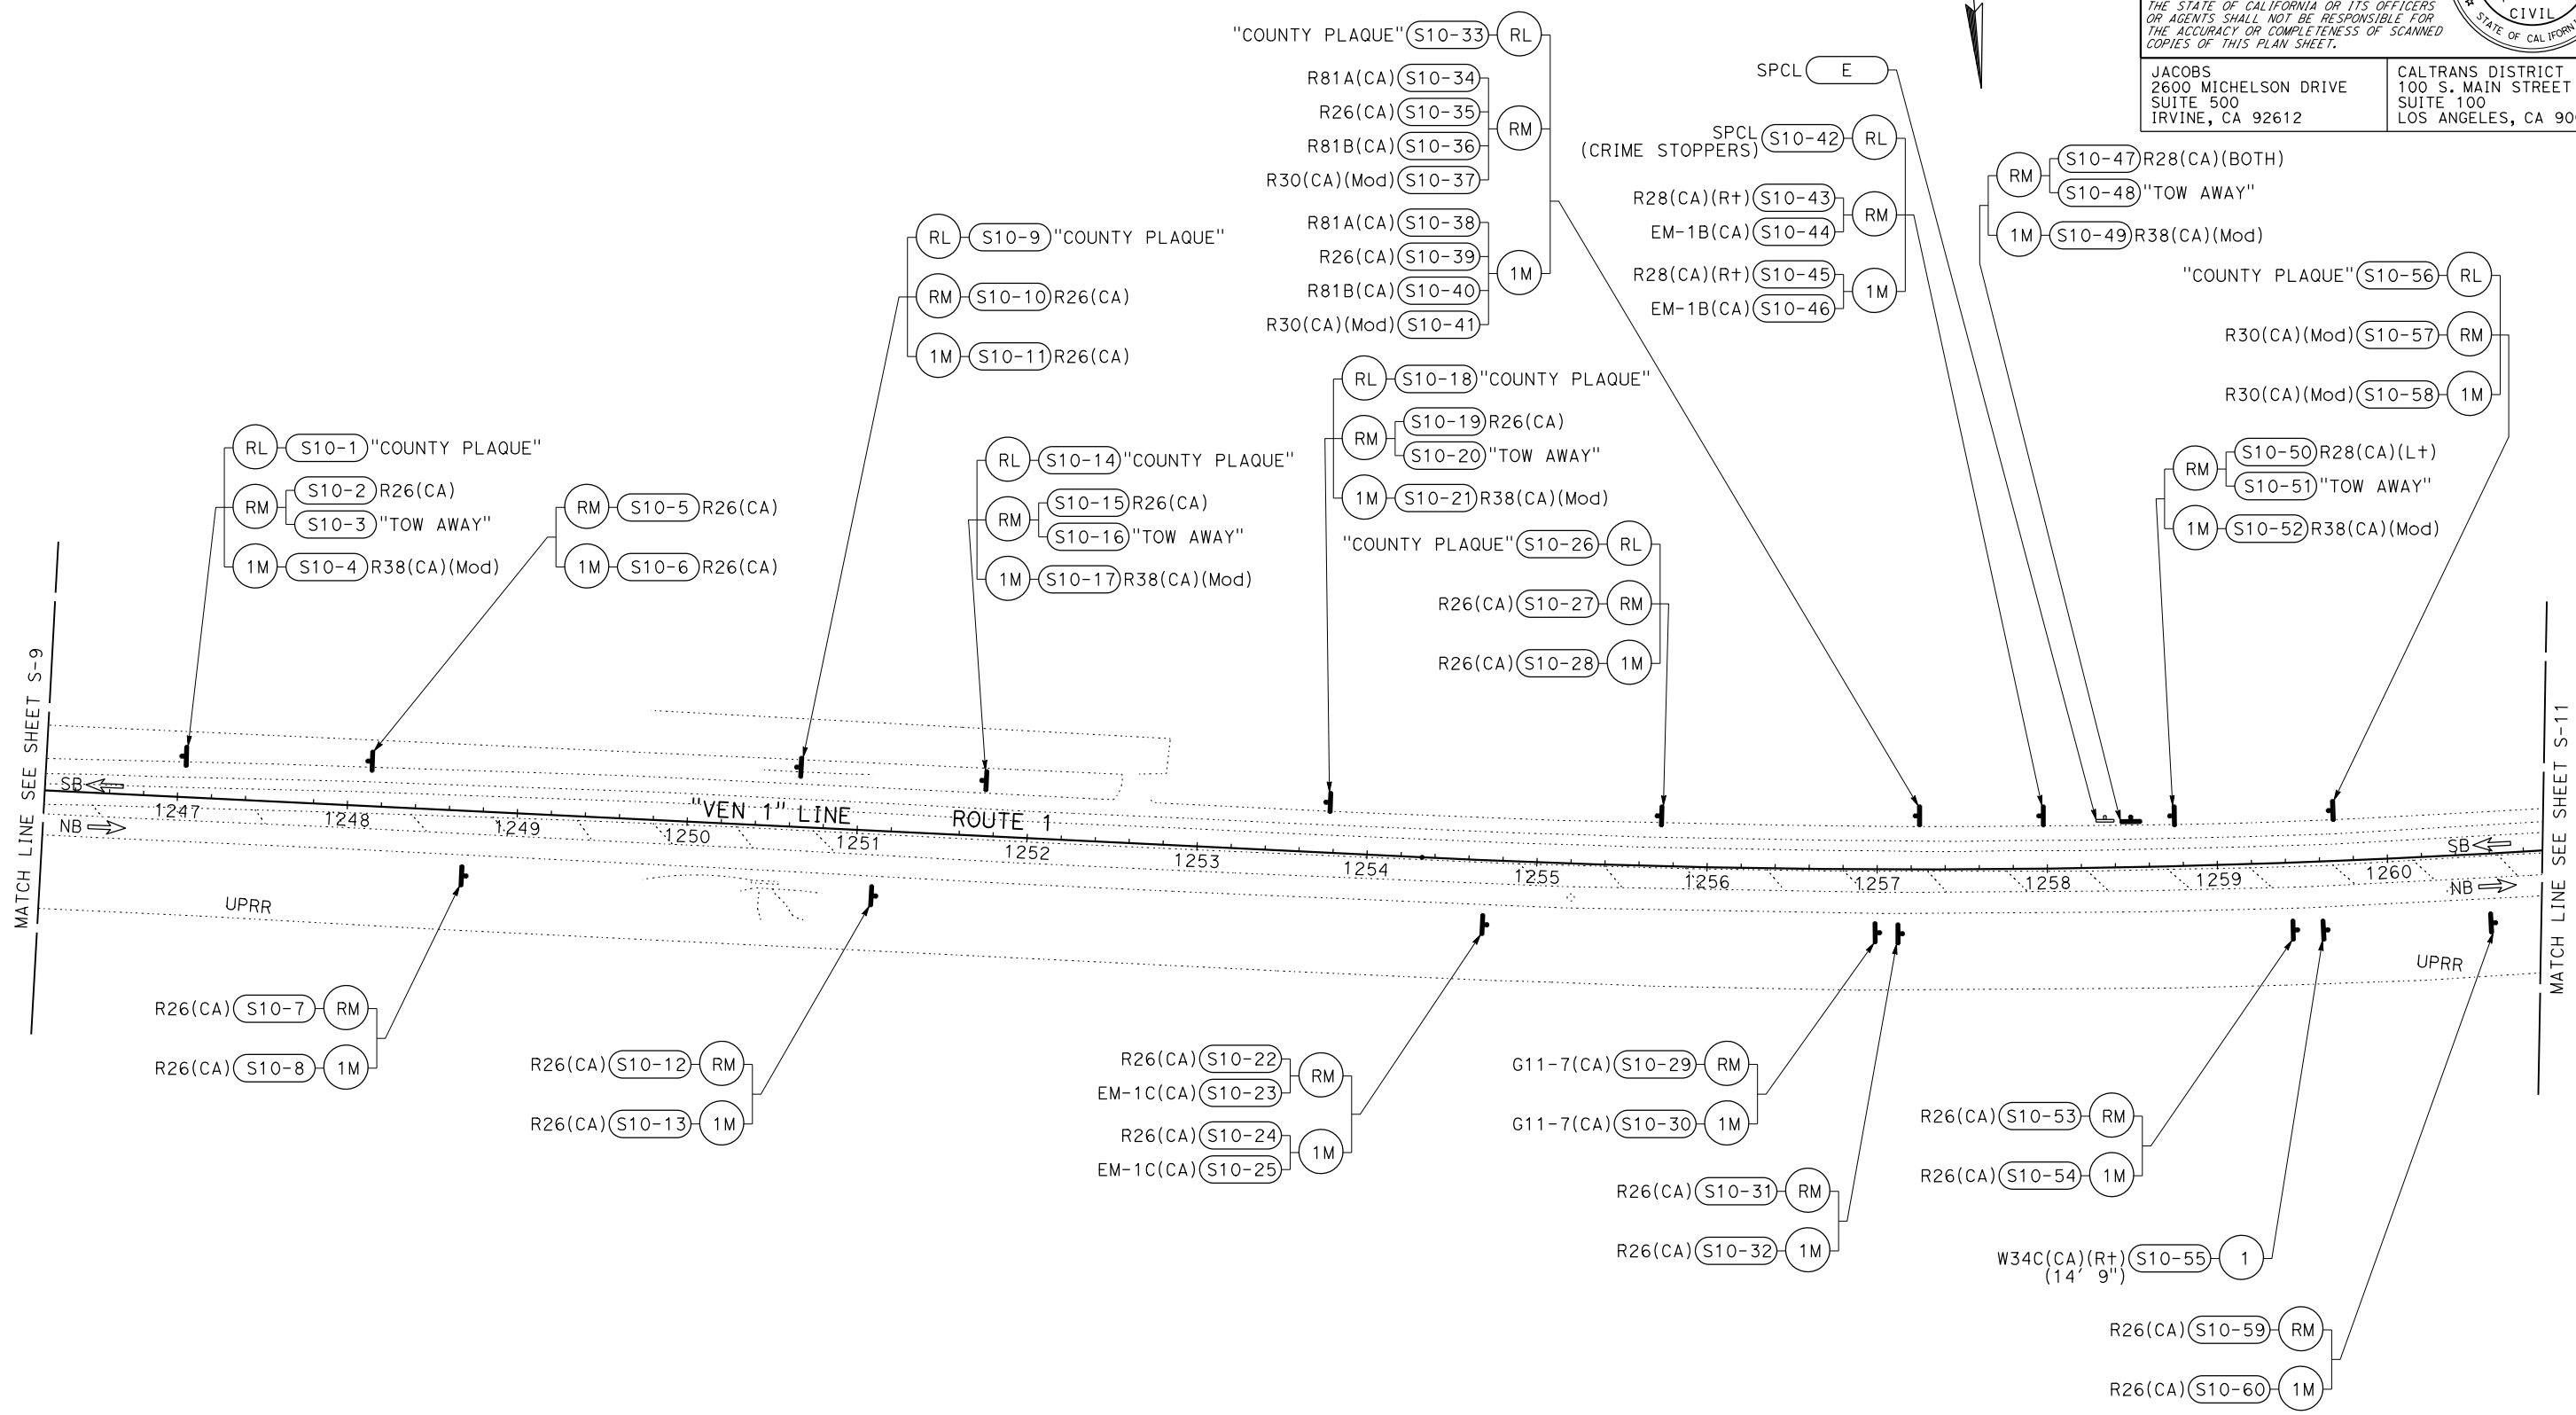 THE STATE OF CALIFORNIA OR ITS OFFICERS
OR AGENTS SHALL NOT BE RESPONSIBLE FOR
THE ACCURACY OR COMPLETENESS OF SCANNED
COPIES OF THIS PLAN SHEET.
CIVIL
STATE OF CALIFORN
JACOBS
2600 MICHELSON DRIVE
SUITE 500
IRVINE, CA 92612
CALTRANS DISTRICT
100 S. MAIN STREET
SUITE 100
LOS ANGELES, CA 90
"COUNTY PLAQUE" S10-33 RL
R81A(CA) S10-34
R26(CA) S10-35
RM
R81B(CA) S10-36
R30(CA)(Mod) S10-37
R81A(CA) S10-38
R26(CA) S10-39
1M
R81B(CA) S10-40
R30(CA)(Mod) S10-41
SPCL E
SPCL
(CRIME STOPPERS) S10-42 RL
R28(CA)(R†) S10-43
RM
EM-1B(CA) S10-44
R28(CA)(R†) S10-45
1M
EM-1B(CA) S10-46
RM S10-47 R28(CA)(BOTH)
S10-48 "TOW AWAY"
1M S10-49 R38(CA)(Mod)
"COUNTY PLAQUE" S10-56 RL
R30(CA)(Mod) S10-57 RM
R30(CA)(Mod) S10-58 1M
RL S10-9 "COUNTY PLAQUE"
RM S10-10 R26(CA)
1M S10-11 R26(CA)
RL S10-1 "COUNTY PLAQUE"
RM S10-2 R26(CA)
S10-3 "TOW AWAY"
1M S10-4 R38(CA)(Mod)
RM S10-5 R26(CA)
1M S10-6 R26(CA)
RL S10-14 "COUNTY PLAQUE"
RM S10-15 R26(CA)
S10-16 "TOW AWAY"
1M S10-17 R38(CA)(Mod)
RL S10-18 "COUNTY PLAQUE"
RM S10-19 R26(CA)
S10-20 "TOW AWAY"
1M S10-21 R38(CA)(Mod)
"COUNTY PLAQUE" S10-26 RL
R26(CA) S10-27 RM
R26(CA) S10-28 1M
RM S10-50 R28(CA)(L†)
S10-51 "TOW AWAY"
1M S10-52 R38(CA)(Mod)
MATCH LINE SEE SHEET S-9
SB
NB
1247 1248 1249 1250 1251 1252 1253 1254 1255 1256 1257 1258 1259 1260
"VEN 1" LINE
ROUTE 1
SB
NB
MATCH LINE SEE SHEET S-11
UPRR
UPRR
R26(CA) S10-7 RM
R26(CA) S10-8 1M
R26(CA) S10-12 RM
R26(CA) S10-13 1M
R26(CA) S10-22
RM
EM-1C(CA) S10-23
R26(CA) S10-24
1M
EM-1C(CA) S10-25
G11-7(CA) S10-29 RM
G11-7(CA) S10-30 1M
R26(CA) S10-31 RM
R26(CA) S10-32 1M
R26(CA) S10-53 RM
R26(CA) S10-54 1M
W34C(CA)(R†) S10-55 1
(14' 9")
R26(CA) S10-59 RM
R26(CA) S10-60 1M